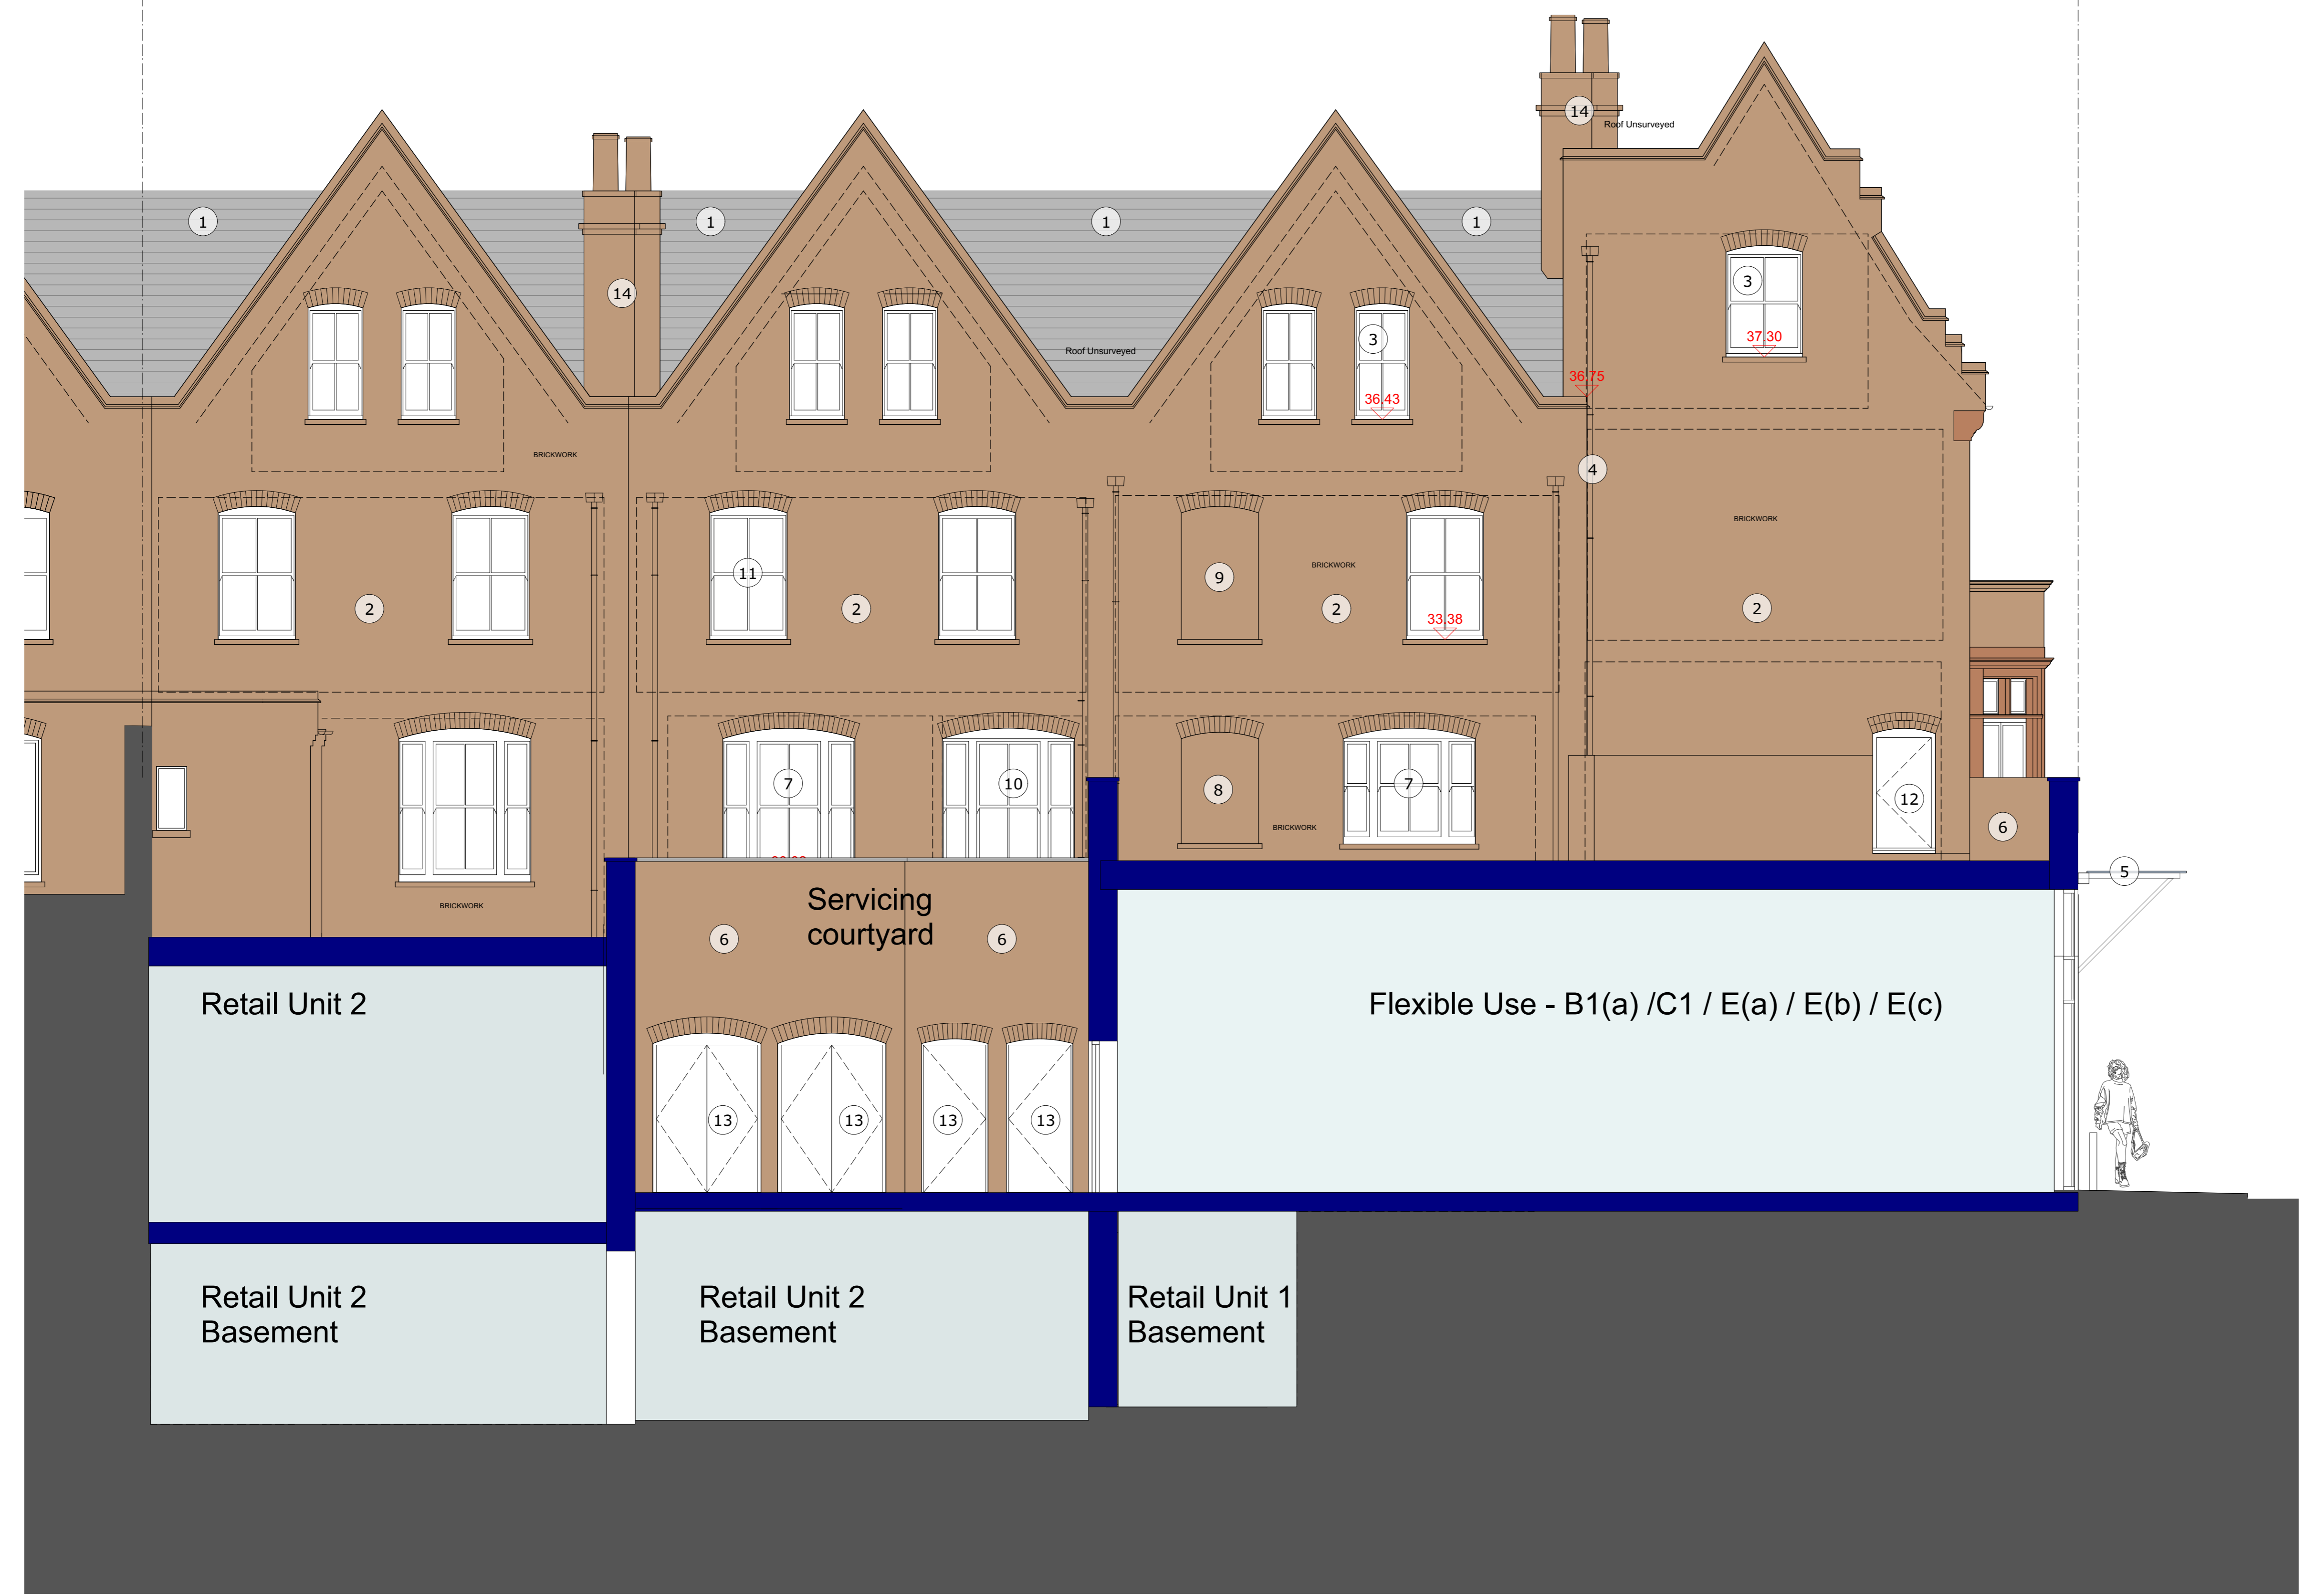 14
Roof Unsurveyed
1
1
1
1
3
14
3
37.30
Roof Unsurveyed
36.75
36.43
BRICKWORK
4
BRICKWORK
11
9
BRICKWORK
2
2
2
2
33.38
7
10
8
7
12
BRICKWORK
6
5
Servicing
courtyard
BRICKWORK
6
6
Retail Unit 2
Flexible Use - B1(a) /C1 / E(a) / E(b) / E(c)
13
13
13
13
Retail Unit 2
Basement
Retail Unit 2
Basement
Retail Unit 1
Basement